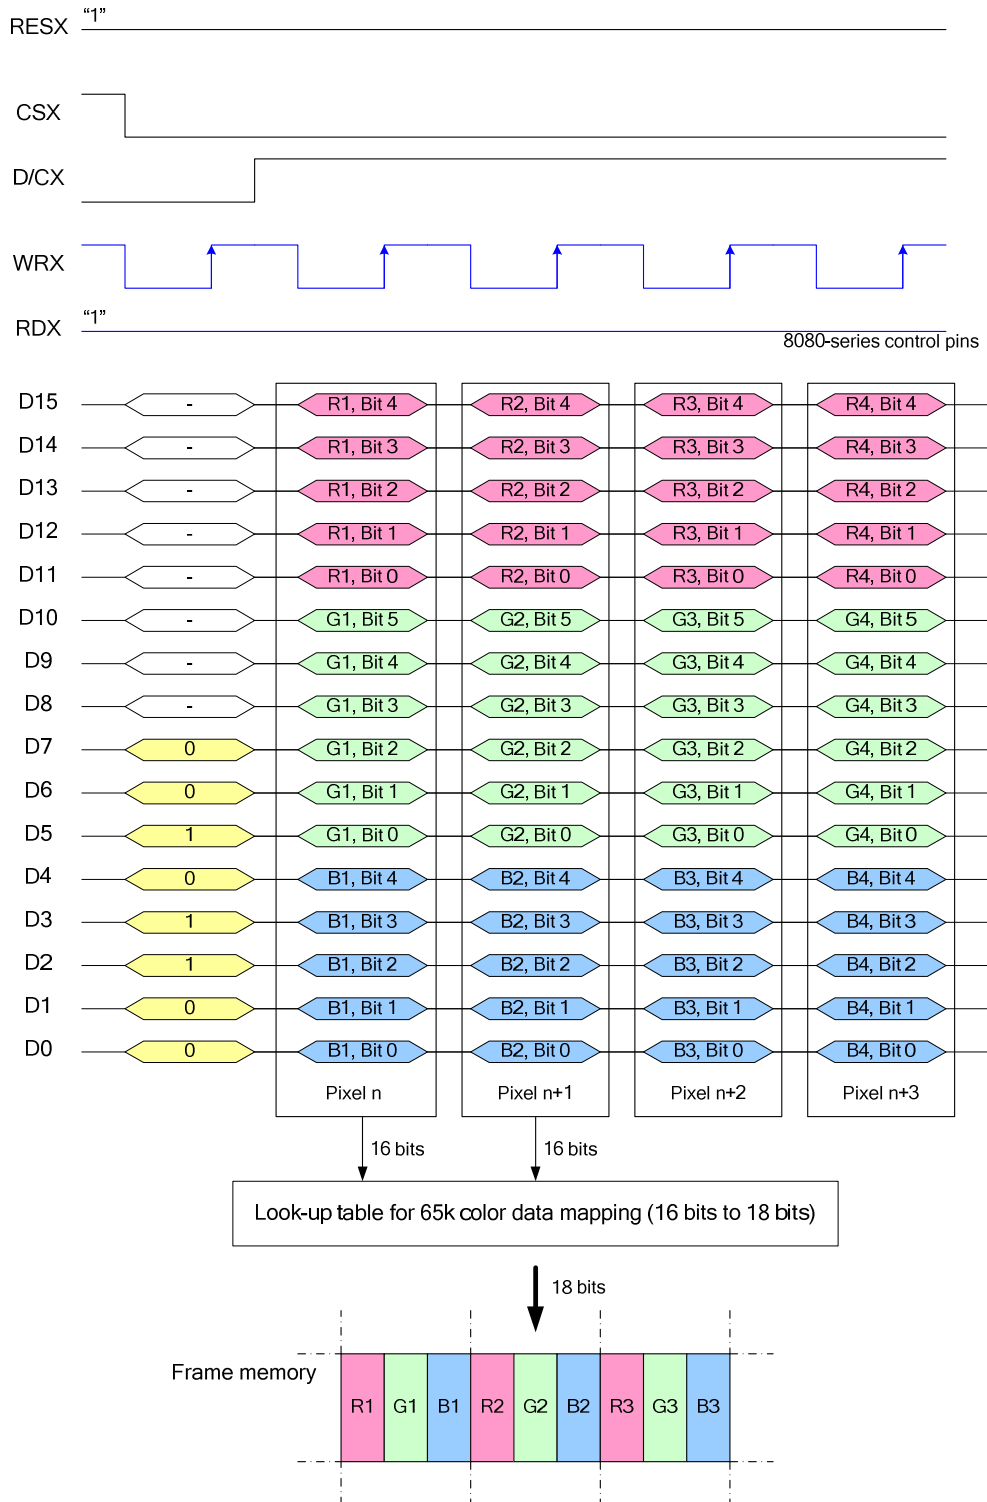 RESX "1"
CSX
D/CX
WRX
RDX "1"
8080-series control pins
D15 - R1, Bit 4 R2, Bit 4 R3, Bit 4 R4, Bit 4
D14 - R1, Bit 3 R2, Bit 3 R3, Bit 3 R4, Bit 3
D13 - R1, Bit 2 R2, Bit 2 R3, Bit 2 R4, Bit 2
D12 - R1, Bit 1 R2, Bit 1 R3, Bit 1 R4, Bit 1
D11 - R1, Bit 0 R2, Bit 0 R3, Bit 0 R4, Bit 0
D10 - G1, Bit 5 G2, Bit 5 G3, Bit 5 G4, Bit 5
D9 - G1, Bit 4 G2, Bit 4 G3, Bit 4 G4, Bit 4
D8 - G1, Bit 3 G2, Bit 3 G3, Bit 3 G4, Bit 3
D7 0 G1, Bit 2 G2, Bit 2 G3, Bit 2 G4, Bit 2
D6 0 G1, Bit 1 G2, Bit 1 G3, Bit 1 G4, Bit 1
D5 1 G1, Bit 0 G2, Bit 0 G3, Bit 0 G4, Bit 0
D4 0 B1, Bit 4 B2, Bit 4 B3, Bit 4 B4, Bit 4
D3 1 B1, Bit 3 B2, Bit 3 B3, Bit 3 B4, Bit 3
D2 1 B1, Bit 2 B2, Bit 2 B3, Bit 2 B4, Bit 2
D1 0 B1, Bit 1 B2, Bit 1 B3, Bit 1 B4, Bit 1
D0 0 B1, Bit 0 B2, Bit 0 B3, Bit 0 B4, Bit 0
Pixel n Pixel n+1 Pixel n+2 Pixel n+3
16 bits 16 bits
Look-up table for 65k color data mapping (16 bits to 18 bits)
18 bits
Frame memory
R1 G1 B1 R2 G2 B2 R3 G3 B3